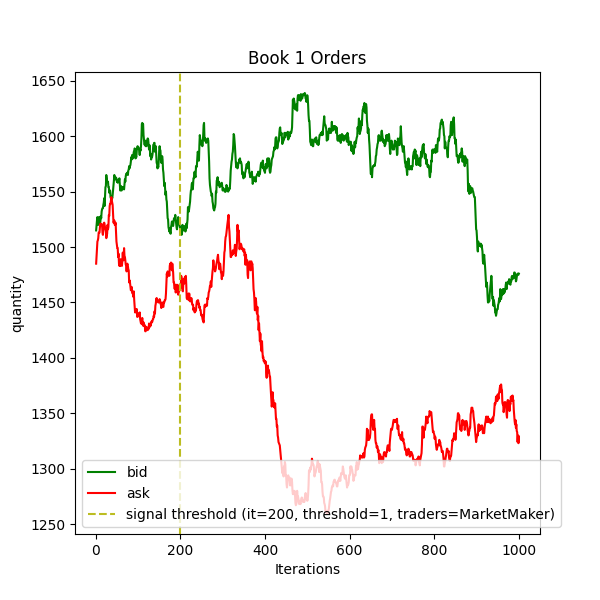 Book 1 Orders
quantity
1650
1600
1550
1500
1450
1400
1350
1300
1250
bid
ask
signal threshold (it=200, threshold=1, traders=MarketMaker)
0 200 400 600 800 1000
Iterations